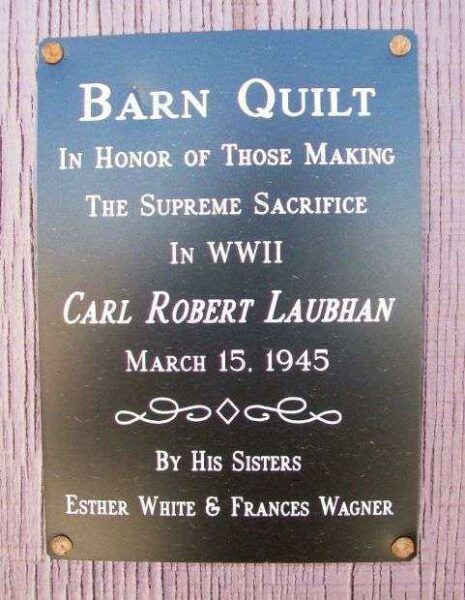 Barn Quilt
In Honor of Those Making
The Supreme Sacrifice
In WWII
Carl Robert Laubhan
March 15, 1945
By His Sisters
Esther White & Frances Wagner